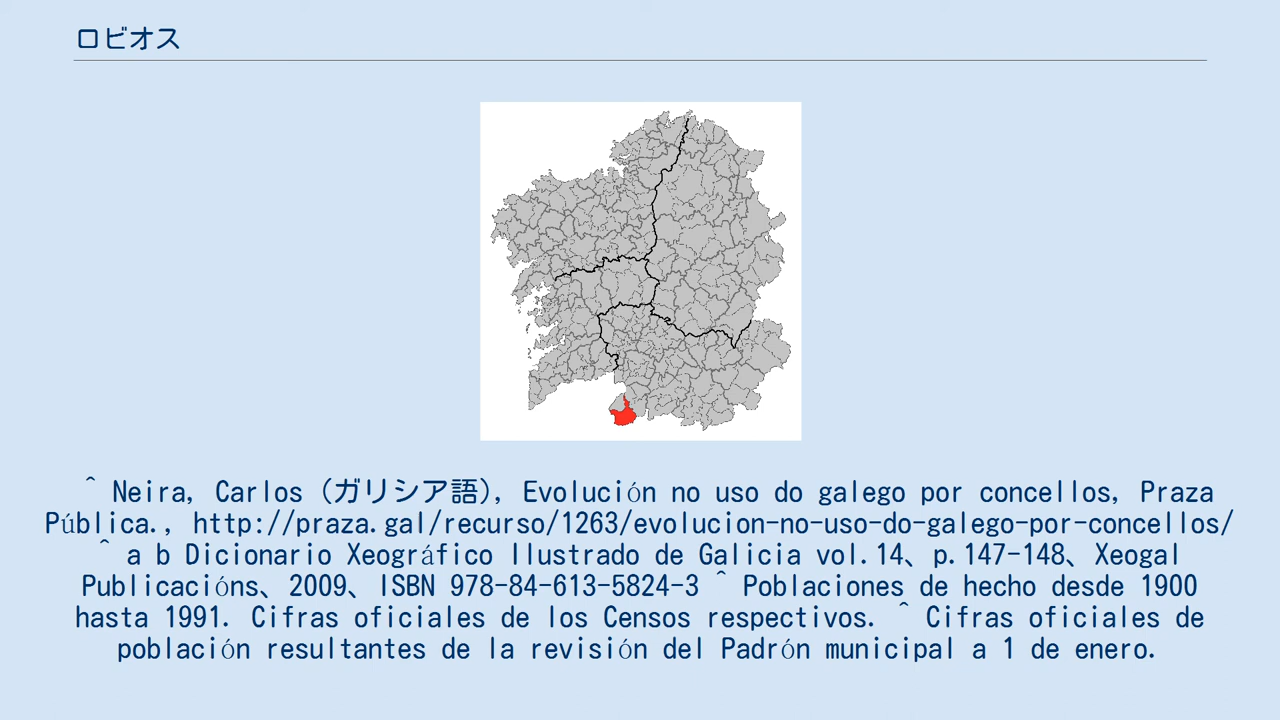 ロビオス
^ Neira, Carlos (ガリシア語), Evolución no uso do galego por concellos, Praza
Pública., http://praza.gal/recurso/1263/evolucion-no-uso-do-galego-por-concellos/
^ a b Dicionario Xeográfico Ilustrado de Galicia vol.14、p.147-148、Xeogal
Publicacións、2009、ISBN 978-84-613-5824-3 ^ Poblaciones de hecho desde 1900
hasta 1991. Cifras oficiales de los Censos respectivos. ^ Cifras oficiales de
población resultantes de la revisión del Padrón municipal a 1 de enero.